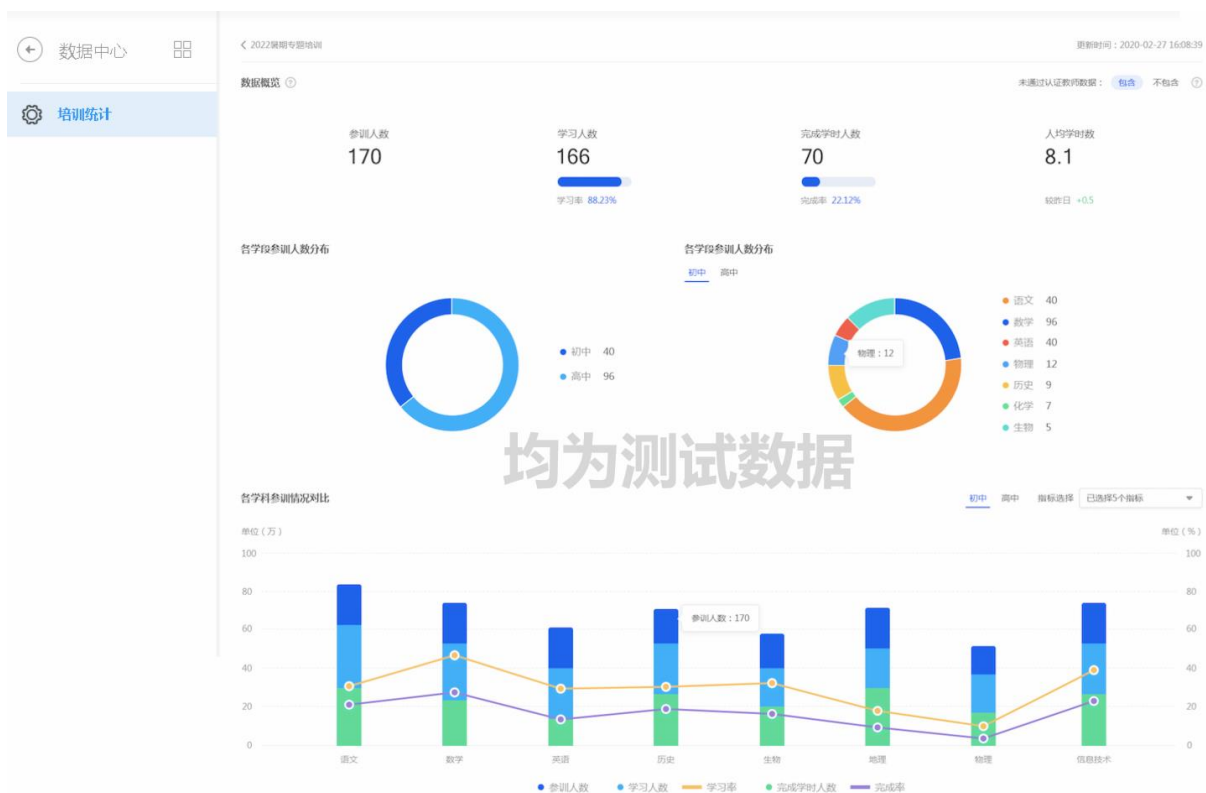 数据中心
培训统计
2022暑期专题培训
更新时间：2020-02-27 16:08:39
数据概览
未通过认证教师数据： 包含 不包含
参训人数 学习人数 完成学时人数 人均学时数
170 166 70 8.1
学习率 88.23% 完成率 22.12% 较昨日 +0.5
各学段参训人数分布 各学段参训人数分布
初中 高中
初中 40
高中 96
物理：12
语文 40
数学 96
英语 40
物理 12
历史 9
化学 7
生物 5
均为测试数据
各学科参训情况对比 初中 高中 指标选择 已选择5个指标
单位（万） 单位（%）
100 100
80 80
参训人数：170
60 60
40 40
20 20
0 0
语文 数学 英语 历史 生物 地理 物理 信息技术
参训人数 学习人数 学习率 完成学时人数 完成率